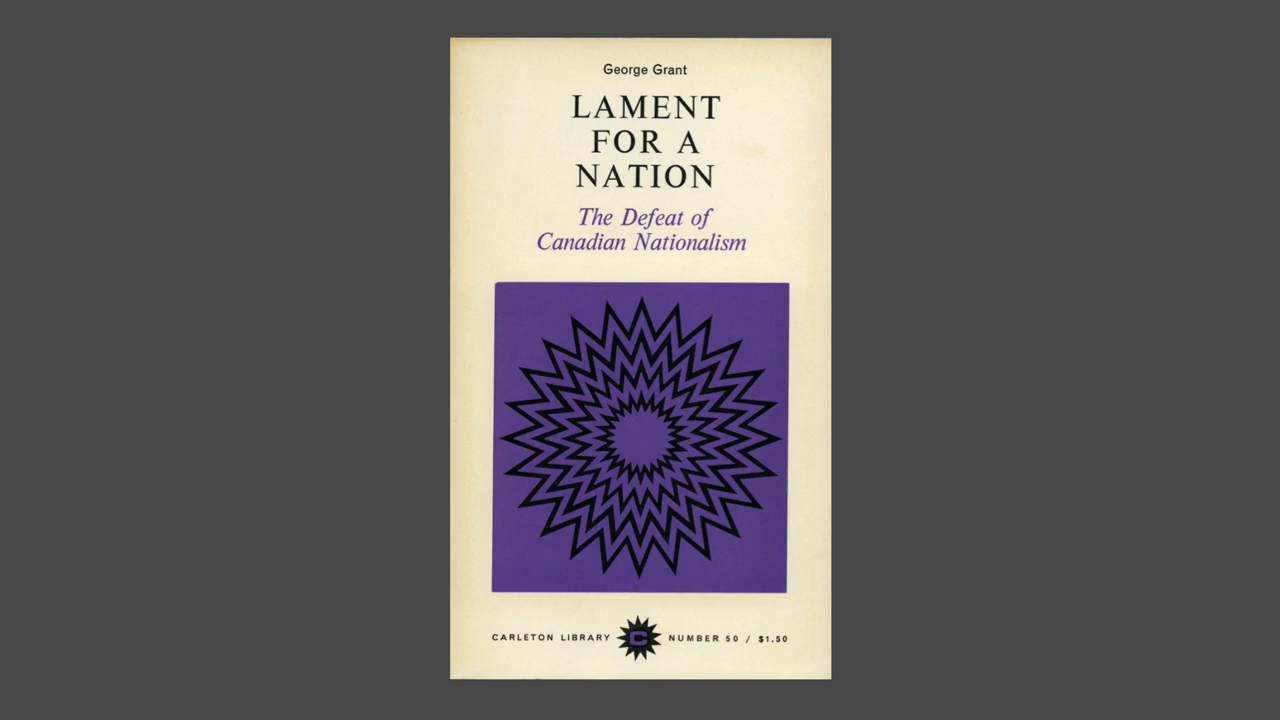 George Grant
LAMENT
FOR A
NATION
The Defeat of
Canadian Nationalism
CARLETON LIBRARY C NUMBER 50 / $1.50